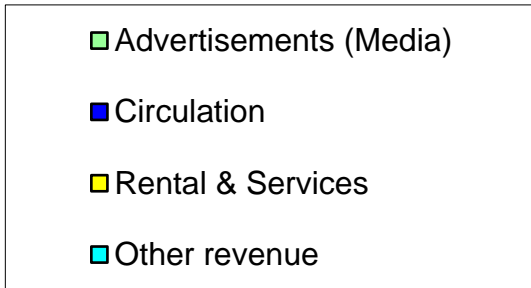 Advertisements (Media)
Circulation
Rental & Services
Other revenue